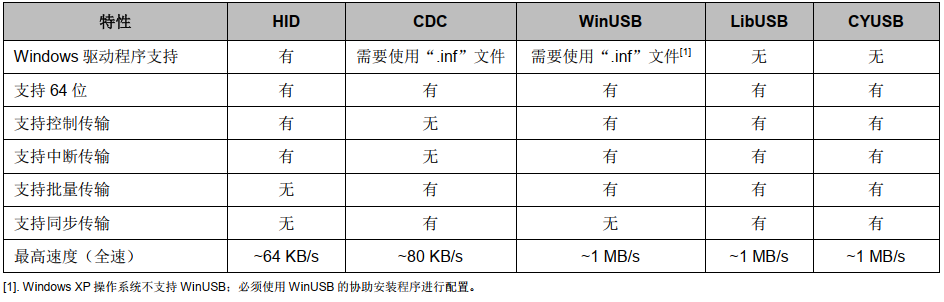 特性 HID CDC WinUSB LibUSB CYUSB
Windows 驱动程序支持 有 需要使用“.inf”文件 需要使用“.inf”文件[1] 无 无
支持 64 位 有 有 有 有 有
支持控制传输 有 无 有 有 有
支持中断传输 有 无 有 有 有
支持批量传输 无 有 有 有 有
支持同步传输 无 有 无 有 有
最高速度（全速） ~64 KB/s ~80 KB/s ~1 MB/s ~1 MB/s ~1 MB/s
[1]. Windows XP 操作系统不支持 WinUSB；必须使用 WinUSB 的协助安装程序进行配置。